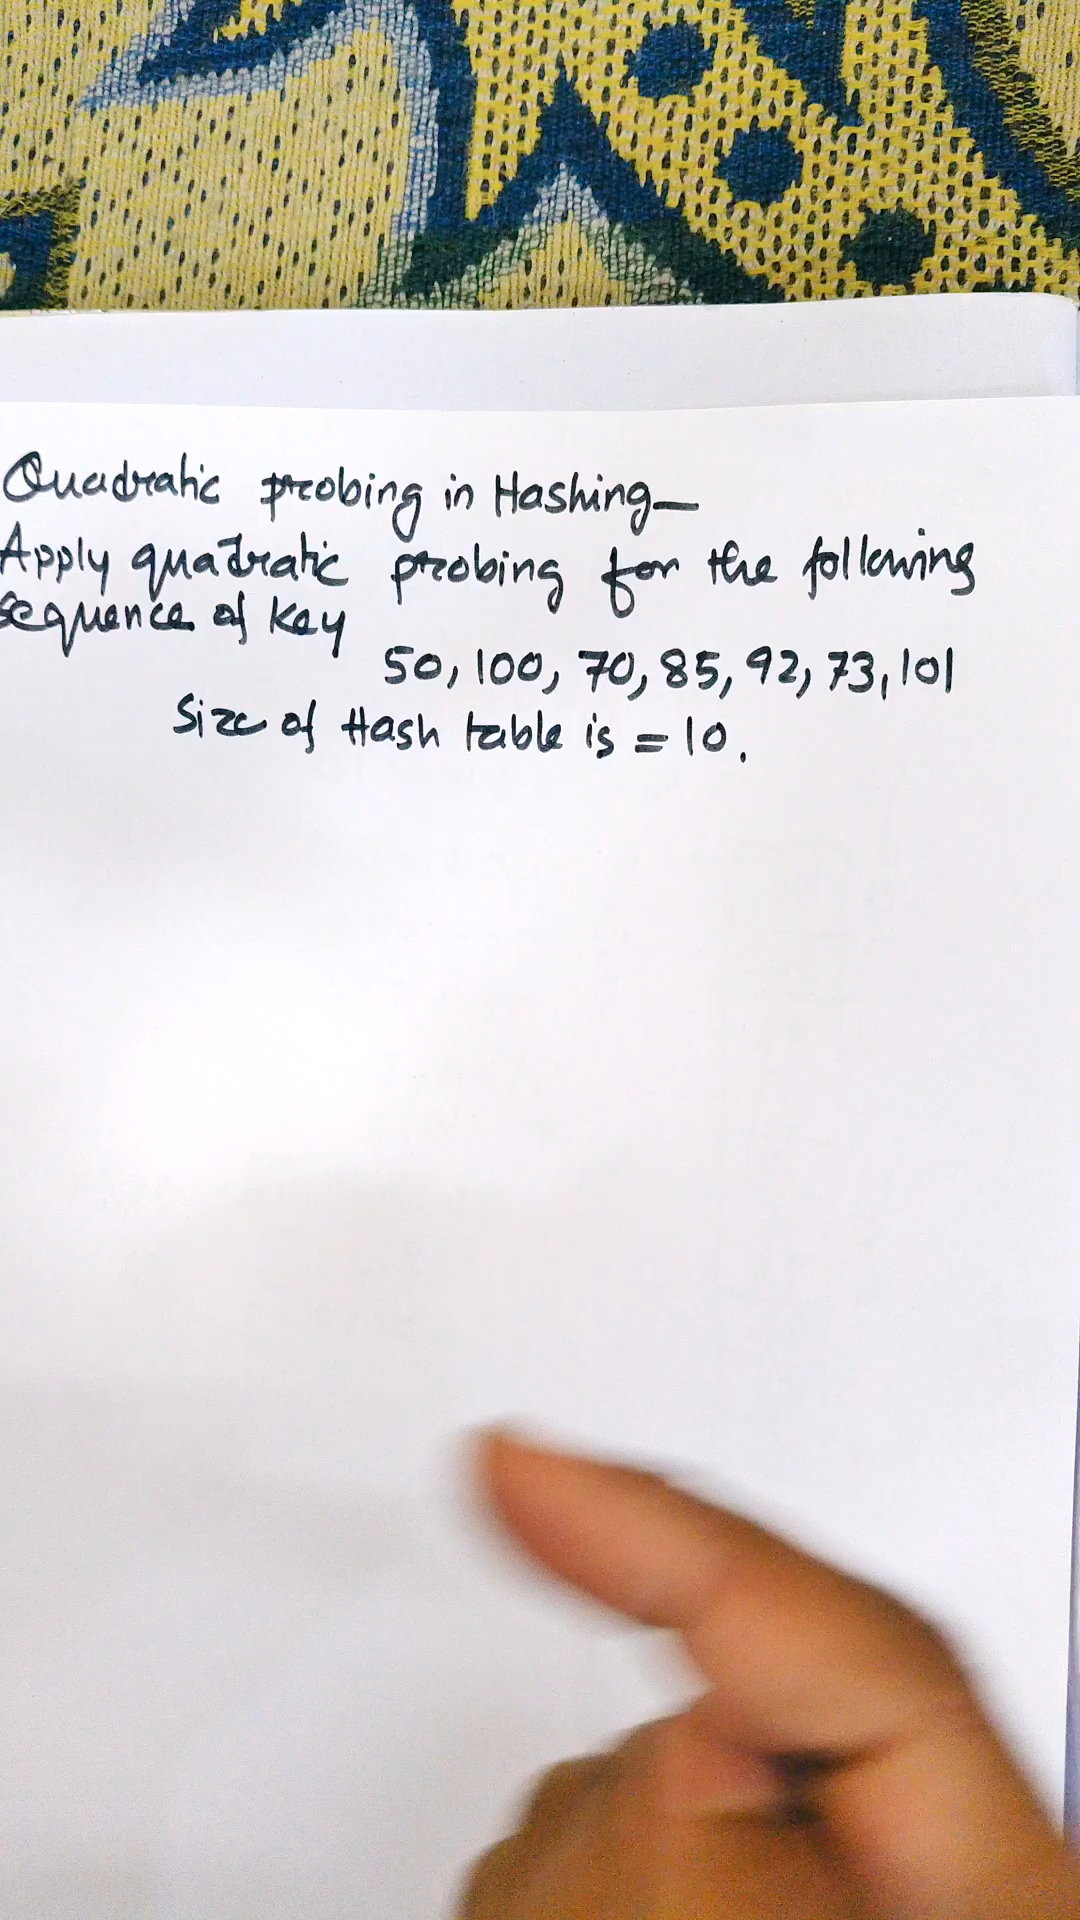 Quadratic probing in Hashing—
Apply quadratic probing for the following
sequence of key
50, 100, 70, 85, 92, 73, 101
Size of Hash table is = 10.